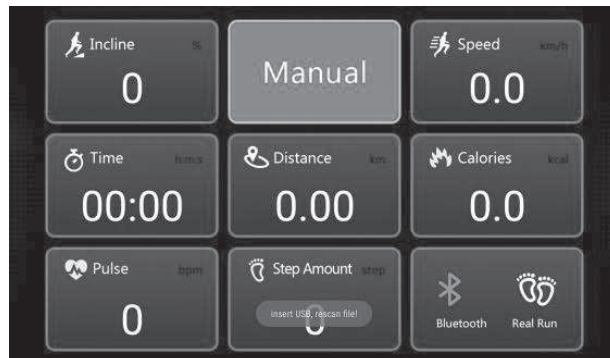 Incline %
0
Manual
Speed km/h
0.0
Time h:m:s
00:00
Distance km
0.00
Calories kcal
0.0
Pulse bpm
0
Step Amount step
0
insert USB, rescan file!
Bluetooth
Real Run